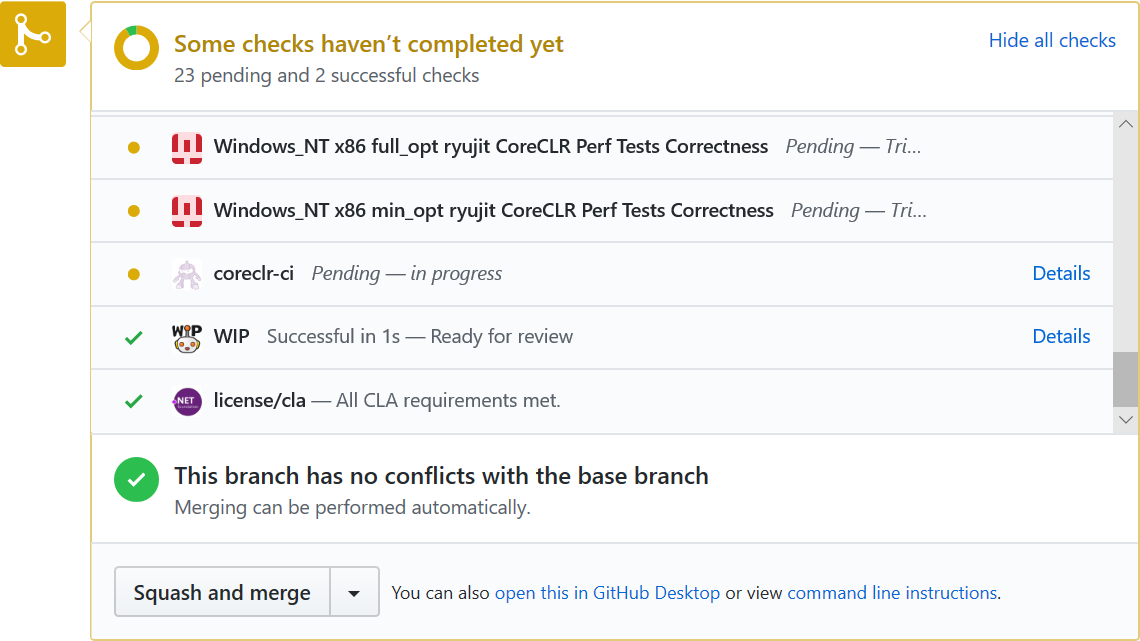 Some checks haven’t completed yet
Hide all checks
23 pending and 2 successful checks
Windows_NT x86 full_opt ryujit CoreCLR Perf Tests Correctness Pending — Tri...
Windows_NT x86 min_opt ryujit CoreCLR Perf Tests Correctness Pending — Tri...
coreclr-ci Pending — in progress Details
WIP WIP Successful in 1s — Ready for review Details
.NET license/cla — All CLA requirements met.
This branch has no conflicts with the base branch
Merging can be performed automatically.
Squash and merge You can also open this in GitHub Desktop or view command line instructions.